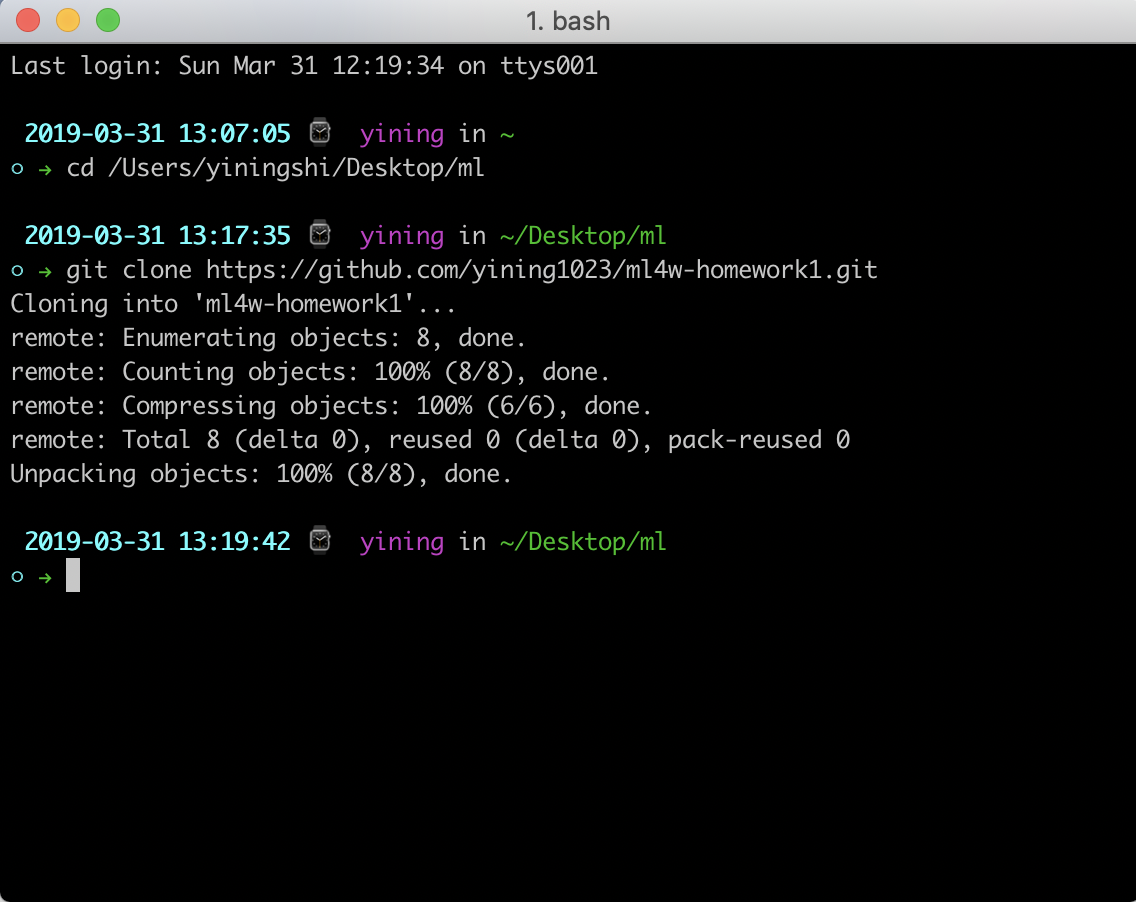 1. bash
Last login: Sun Mar 31 12:19:34 on ttys001
2019-03-31 13:07:05 ⌚ yining in ~
○ → cd /Users/yiningshi/Desktop/ml
2019-03-31 13:17:35 ⌚ yining in ~/Desktop/ml
○ → git clone https://github.com/yining1023/ml4w-homework1.git
Cloning into 'ml4w-homework1'...
remote: Enumerating objects: 8, done.
remote: Counting objects: 100% (8/8), done.
remote: Compressing objects: 100% (6/6), done.
remote: Total 8 (delta 0), reused 0 (delta 0), pack-reused 0
Unpacking objects: 100% (8/8), done.
2019-03-31 13:19:42 ⌚ yining in ~/Desktop/ml
○ →